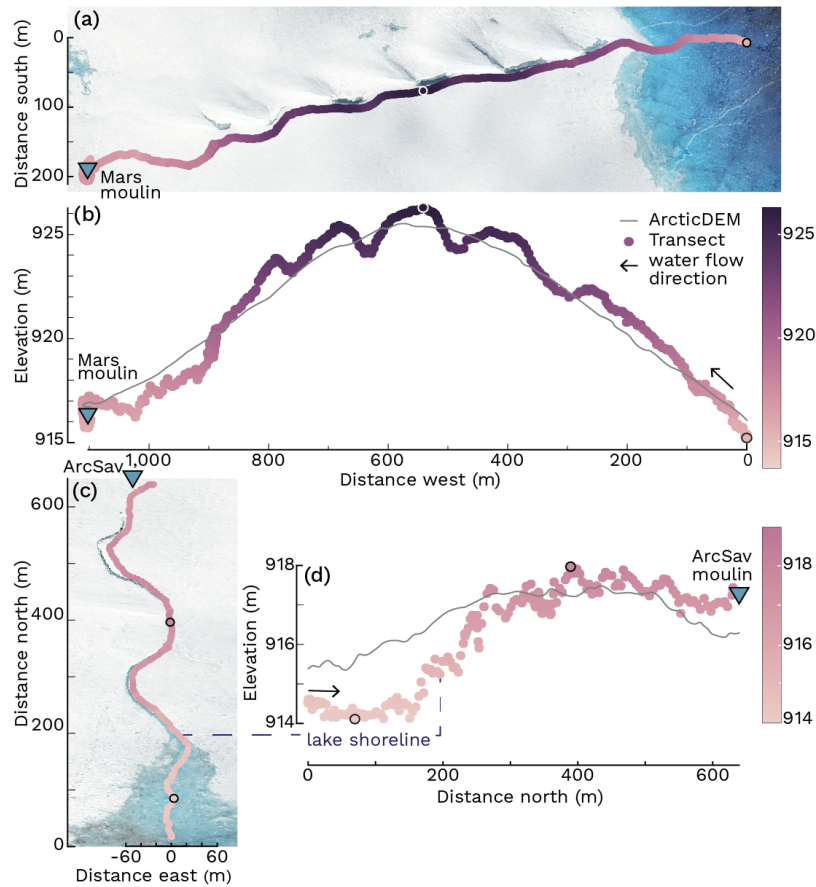 (a)
Distance south (m)
0
100
200
Mars
moulin
(b)
Elevation (m)
925
920
915
ArcticDEM
Transect
water flow
direction
Mars
moulin
925
920
915
1,000
800
600
400
200
0
Distance west (m)
ArcSav
(c)
Distance north (m)
600
400
200
0
-60
0
60
Distance east (m)
(d)
Elevation (m)
918
916
914
ArcSav
moulin
lake shoreline
0
200
400
600
Distance north (m)
918
916
914